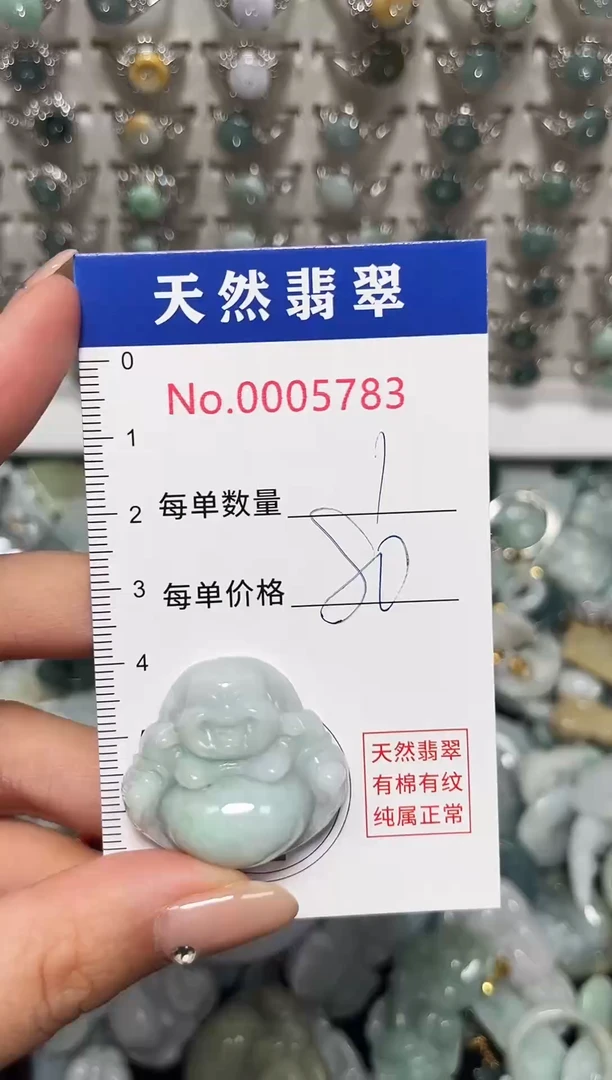 天然翡翠
0
No.0005783
1
2 每单数量 1
3 每单价格 80
4
天然翡翠
有棉有纹
纯属正常